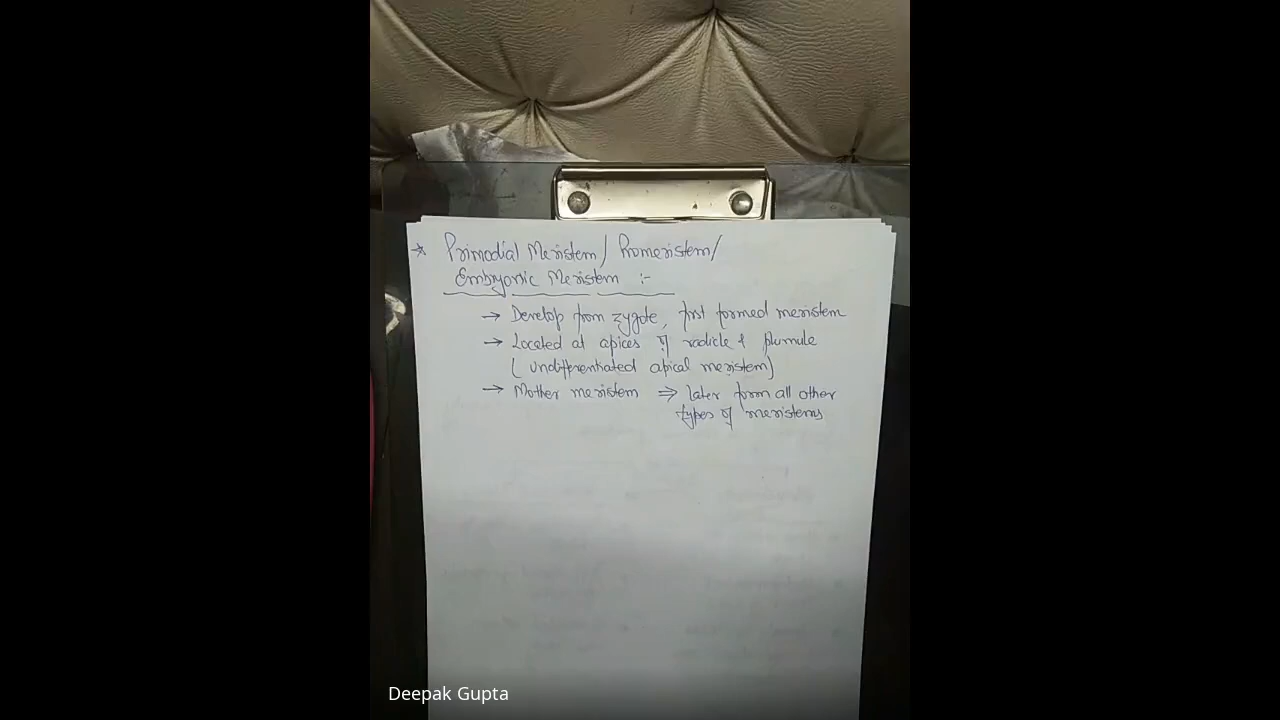 * Primodial Meristem / Promeristem /
Embryonic Meristem :-
→ Develop from zygote, first formed meristem
→ Located at apices of radicle & plumule
( undifferentiated apical meristem)
→ Mother meristem ⇒ later form all other
types of meristems
Deepak Gupta